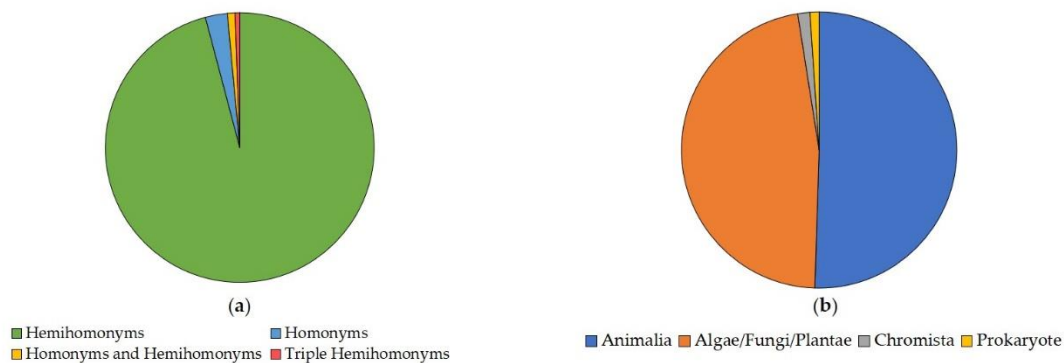 (a)
Hemihomonyms Homonyms
Homonyms and Hemihomonyms Triple Hemihomonyms
(b)
Animalia Algae/Fungi/Plantae Chromista Prokaryote